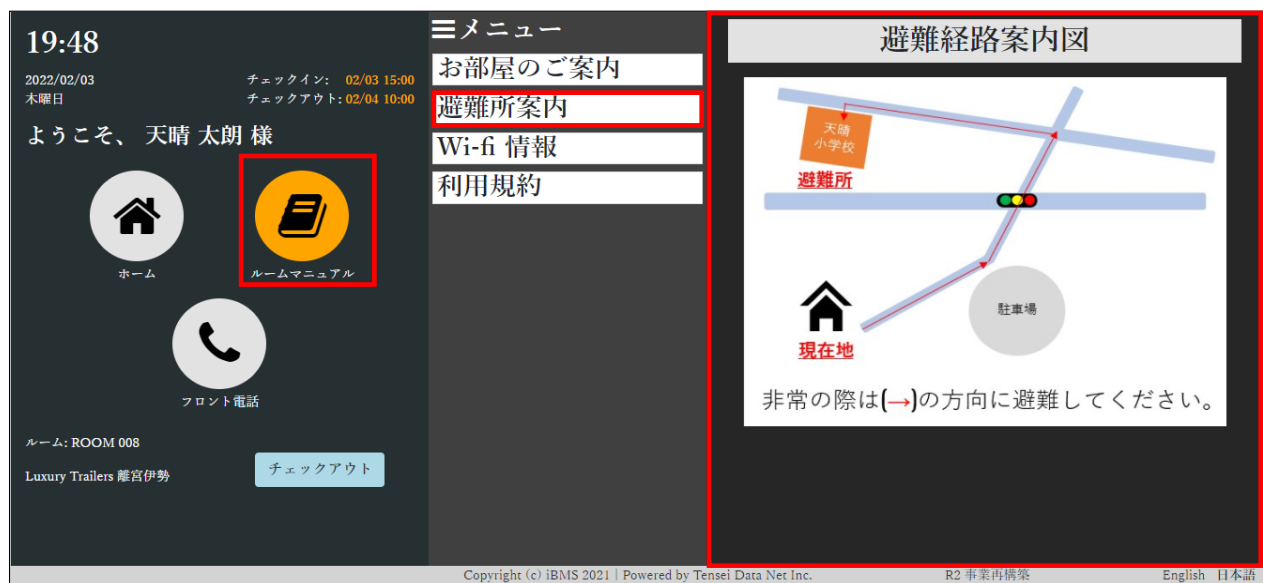 19:48
2022/02/03
木曜日
チェックイン: 02/03 15:00
チェックアウト: 02/04 10:00
ようこそ、 天晴 太朗 様
ホーム
ルームマニュアル
フロント電話
ルーム: ROOM 008
Luxury Trailers 離宮伊勢
チェックアウト
メニュー
お部屋のご案内
避難所案内
Wi-fi 情報
利用規約
避難経路案内図
天晴
小学校
避難所
駐車場
現在地
非常の際は(→)の方向に避難してください。
Copyright (c) iBMS 2021 | Powered by Tensei Data Net Inc.
R2 事業再構築
English 日本語